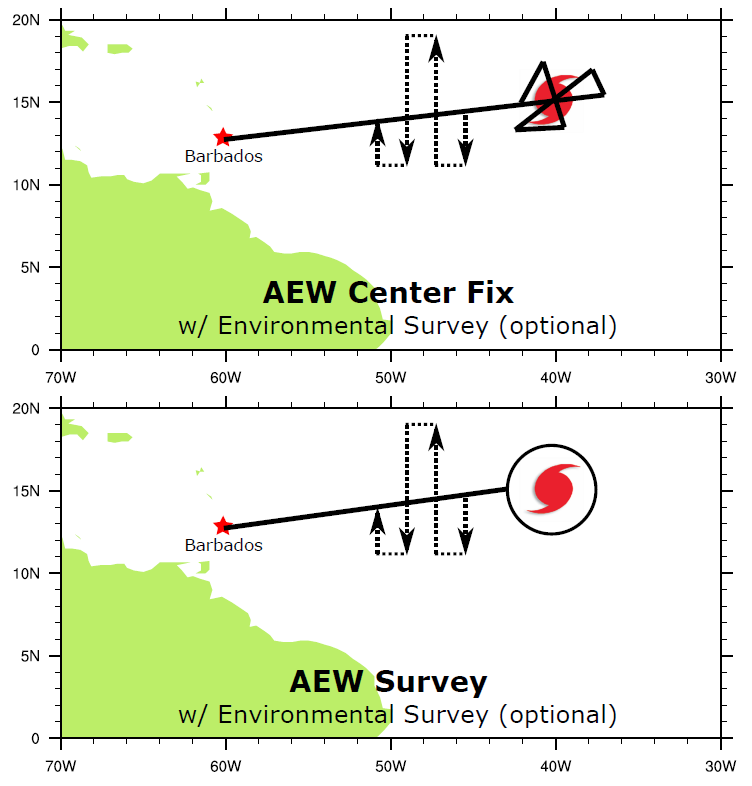 20N
15N
Barbados
10N
5N
AEW Center Fix
w/ Environmental Survey (optional)
0
70W 60W 50W 40W 30W
20N
15N
Barbados
10N
5N
AEW Survey
w/ Environmental Survey (optional)
0
70W 60W 50W 40W 30W